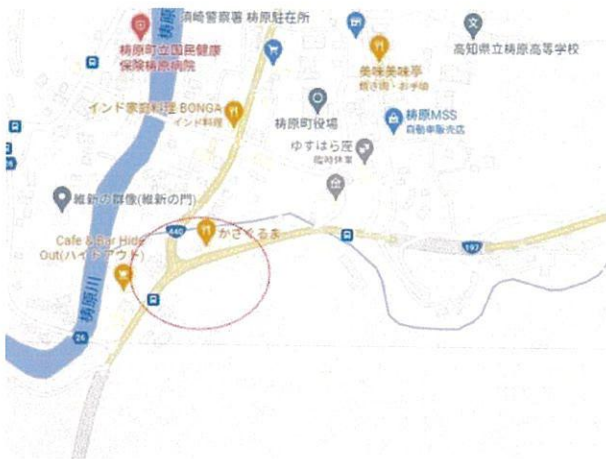 須崎警察署 梼原駐在所
梼原
梼原町立国民健康
保険梼原病院
美味美味亭
焼き肉・お手頃
高知県立梼原高等学校
インド家庭料理 BONGA
インド料理
梼原町役場
梼原MSS
自動車販売店
ゆすはら座
臨時休業
維新の群像(維新の門)
440
かざぐるま
Cafe & Bar Hide
Out(ハイドアウト)
197
梼原川
26